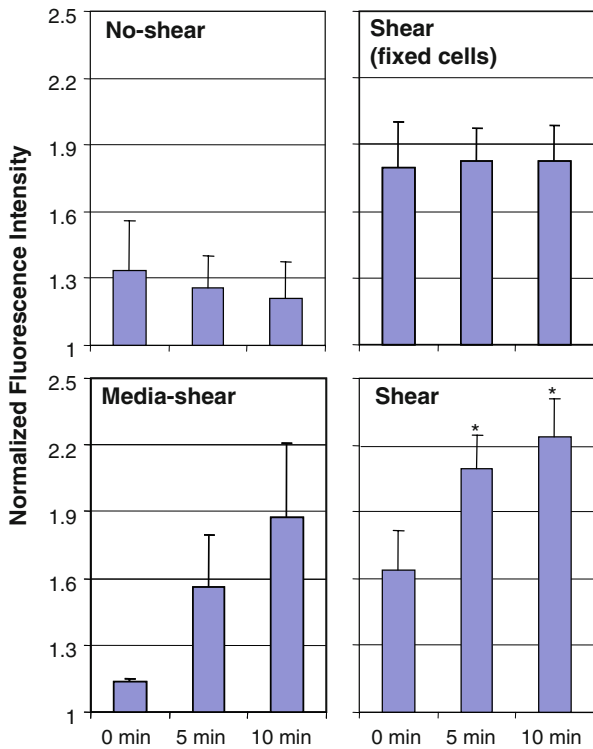 Normalized Fluorescence Intensity
No-shear
2.5
2.2
1.9
1.6
1.3
1
Shear
(fixed cells)
Media-shear
2.5
2.2
1.9
1.6
1.3
1
0 min 5 min 10 min
Shear
*
*
0 min 5 min 10 min